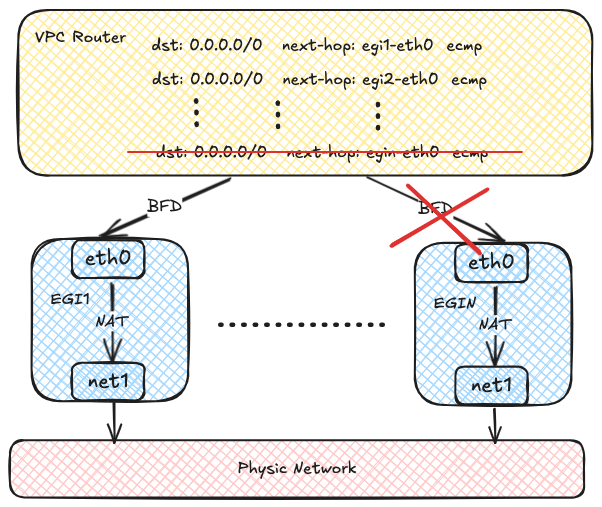 VPC Router
dst: 0.0.0.0/0 next-hop: egi1-eth0 ecmp
dst: 0.0.0.0/0 next-hop: egi2-eth0 ecmp
dst: 0.0.0.0/0 next-hop: egin-eth0 ecmp
BFD
BFD
eth0
eth0
EGI1
EGIN
NAT
NAT
net1
net1
Physic Network